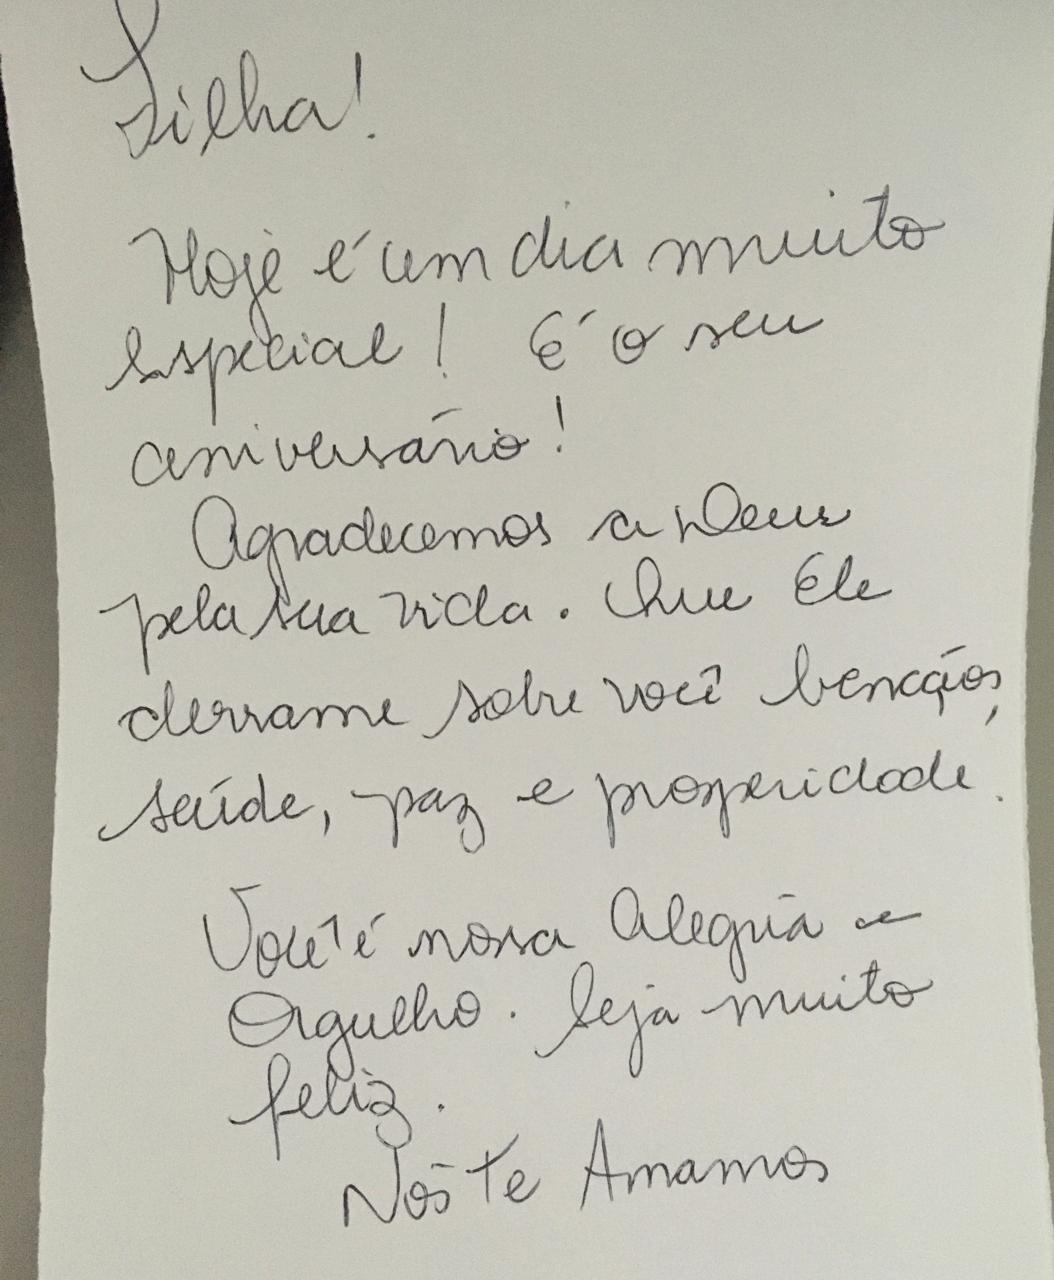 Filha!
Hoje é um dia muito
Especial! É o seu
aniversário!
Agradecemos a Deus
pela sua vida. Que Ele
derrame sobre você bencãos,
saúde, paz e prosperidade.
Você é nossa Alegria e
Orgulho. Seja muito
feliz.
Nós Te Amamos